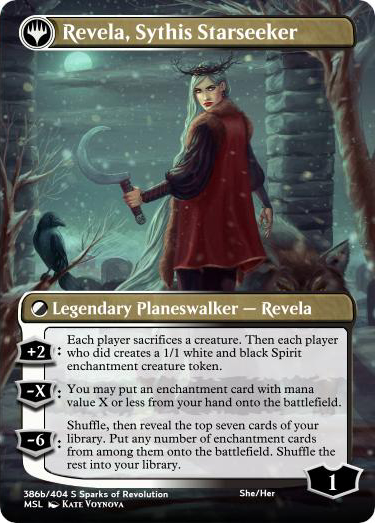 Revela, Sythis Starseeker
Legendary Planeswalker — Revela
+2: Each player sacrifices a creature. Then each player
who did creates a 1/1 white and black Spirit
enchantment creature token.
-X: You may put an enchantment card with mana
value X or less from your hand onto the battlefield.
-6: Shuffle, then reveal the top seven cards of your
library. Put any number of enchantment cards
from among them onto the battlefield. Shuffle the
rest into your library.
1
386b/404 S Sparks of Revolution
She/Her
MSL Kate Voynova